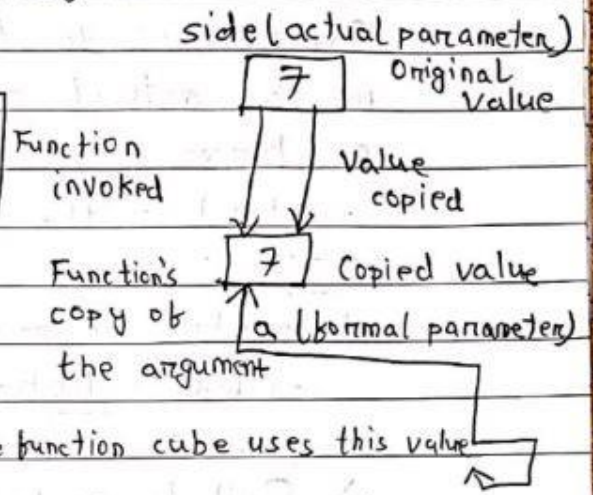 side (actual parameter)
7 Original
Value
Function
invoked
Value
copied
7 Copied value
Function's
copy of
the argument
a (formal parameter)
function cube uses this value